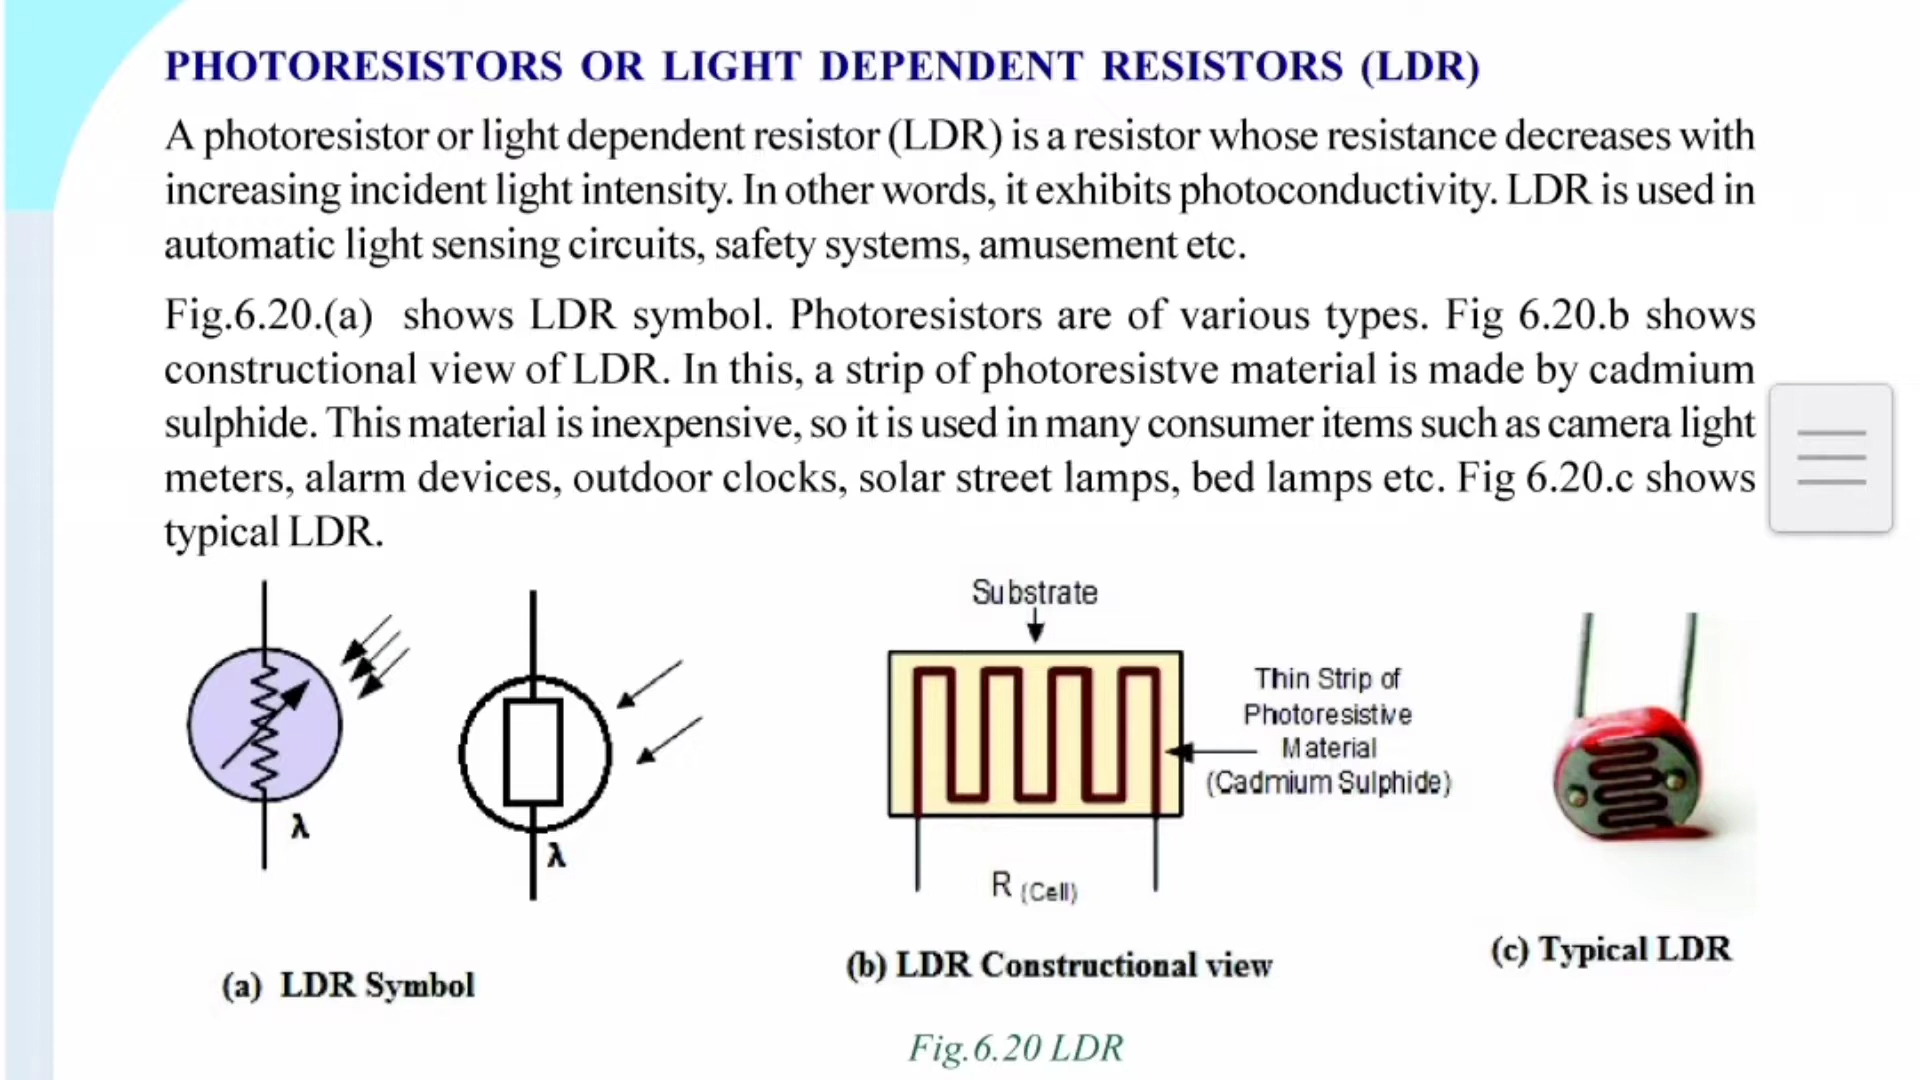 PHOTORESISTORS OR LIGHT DEPENDENT RESISTORS (LDR)
A photoresistor or light dependent resistor (LDR) is a resistor whose resistance decreases with
increasing incident light intensity. In other words, it exhibits photoconductivity. LDR is used in
automatic light sensing circuits, safety systems, amusement etc.
Fig.6.20.(a) shows LDR symbol. Photoresistors are of various types. Fig 6.20.b shows
constructional view of LDR. In this, a strip of photoresistve material is made by cadmium
sulphide. This material is inexpensive, so it is used in many consumer items such as camera light
meters, alarm devices, outdoor clocks, solar street lamps, bed lamps etc. Fig 6.20.c shows
typical LDR.
λ
λ
(a) LDR Symbol
Substrate
Thin Strip of
Photoresistive
Material
(Cadmium Sulphide)
R (Cell)
(b) LDR Constructional view
(c) Typical LDR
Fig.6.20 LDR